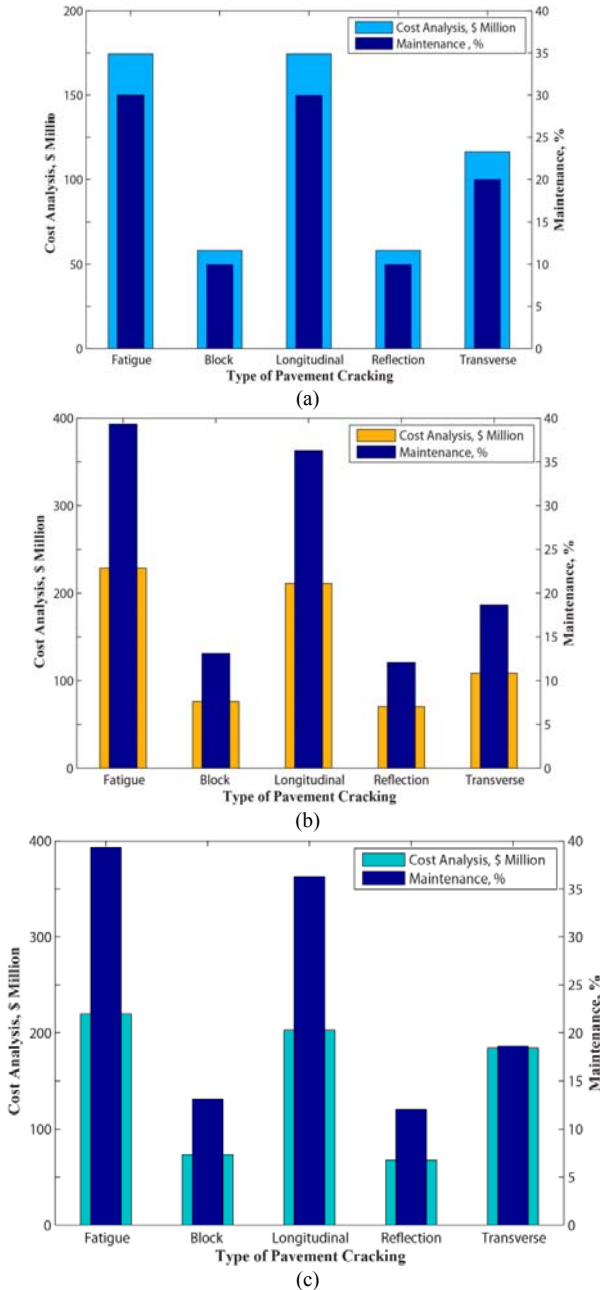 200
150
100
50
0
Cost Analysis, $ Million
Cost Analysis, $ Million
Maintenance , %
40
35
30
25
20
15
10
5
0
Maintenance, %
Fatigue Block Longitudinal Reflection Transverse
Type of Pavement Cracking
(a)
400
300
200
100
0
Cost Analysis, $ Million
Cost Analysis, $ Million
Maintenance, %
40
35
30
25
20
15
10
5
0
Maintenance, %
Fatigue Block Longitudinal Reflection Transverse
Type of Pavement Cracking
(b)
400
300
200
100
0
Cost Analysis, $ Million
Cost Analysis, $ Million
Maintenance, %
40
35
30
25
20
15
10
5
0
Maintenance, %
Fatigue Block Longitudinal Reflection Transverse
Type of Pavement Cracking
(c)